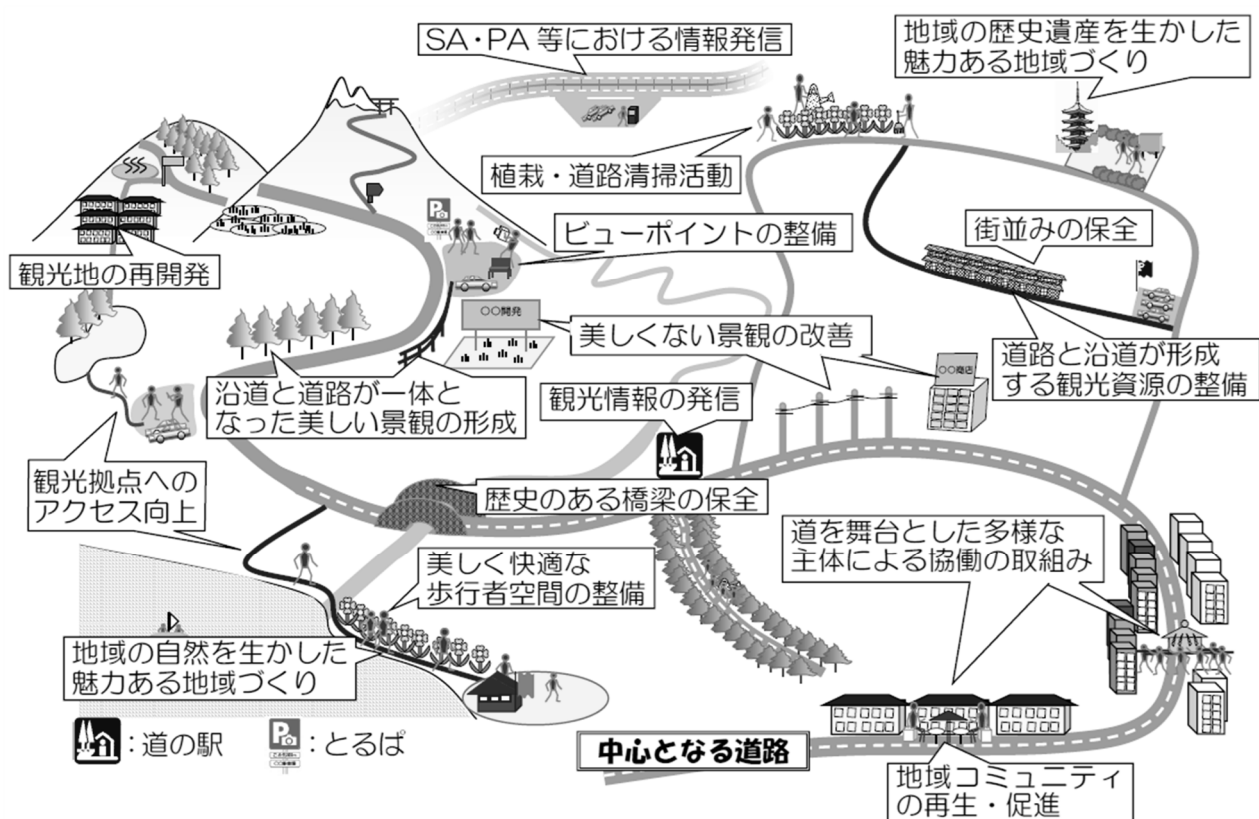 SA・PA 等における情報発信
地域の歴史遺産を生かした
魅力ある地域づくり
植栽・道路清掃活動
ビューポイントの整備
街並みの保全
観光地の再開発
○○開発
美しくない景観の改善
○○商店
道路と沿道が形成
する観光資源の整備
沿道と道路が一体と
なった美しい景観の形成
観光情報の発信
観光拠点への
アクセス向上
歴史のある橋梁の保全
道を舞台とした多様な
主体による協働の取組み
美しく快適な
歩行者空間の整備
地域の自然を生かした
魅力ある地域づくり
:道の駅
P
:とるぱ
中心となる道路
地域コミュニティ
の再生・促進